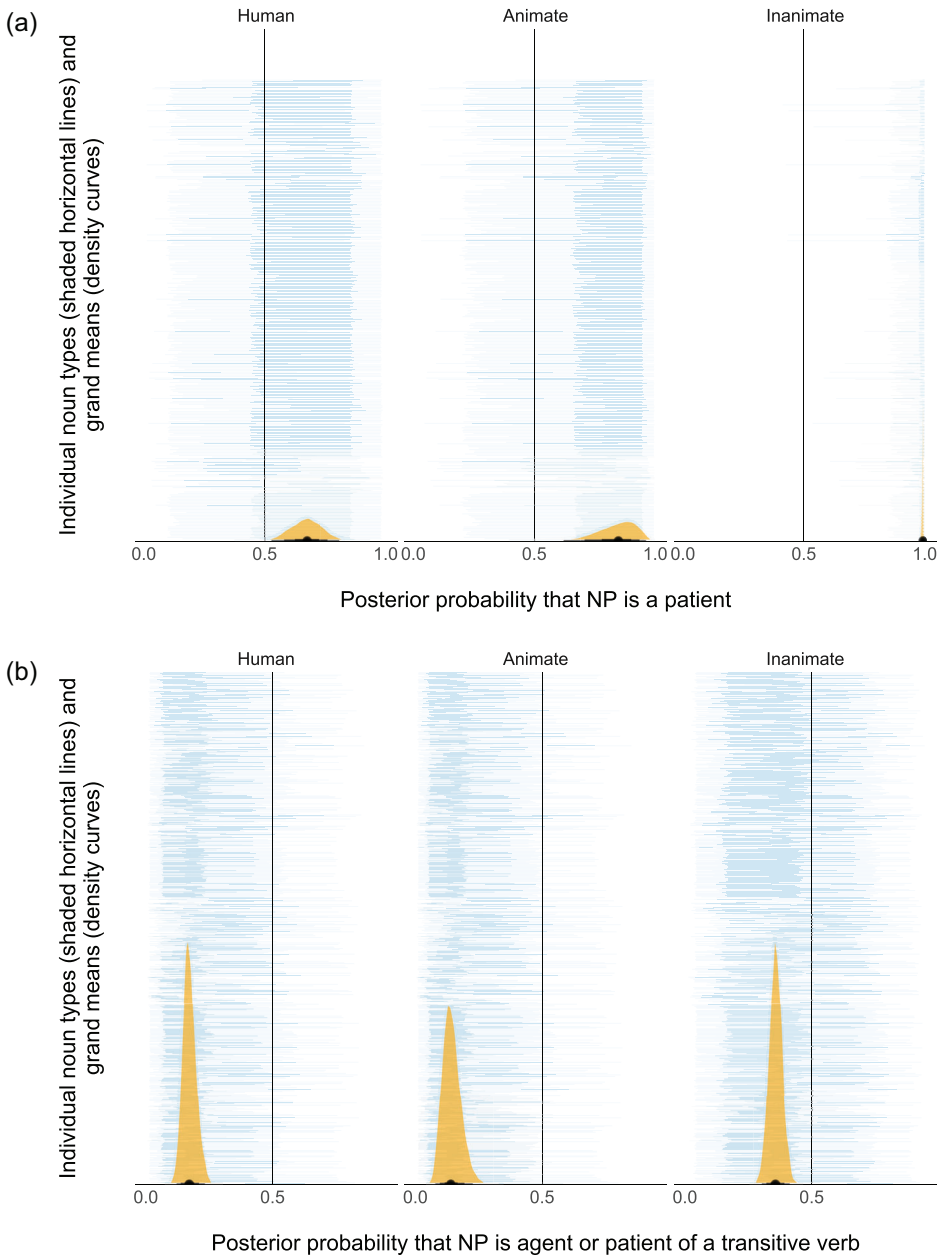 (a)
Human Animate Inanimate
Individual noun types (shaded horizontal lines) and
grand means (density curves)
0.0 0.5 1.0 0.0 0.5 1.0 0.0 0.5 1.0
Posterior probability that NP is a patient
(b)
Human Animate Inanimate
Individual noun types (shaded horizontal lines) and
grand means (density curves)
0.0 0.5 0.0 0.5 0.0 0.5
Posterior probability that NP is agent or patient of a transitive verb